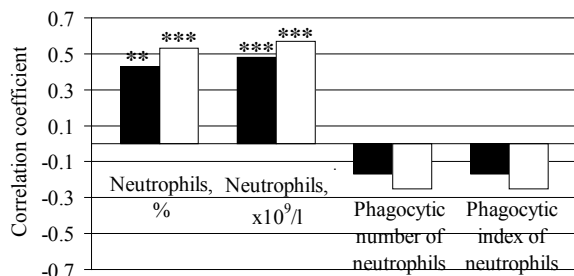 Correlation coefficient
0.7
0.5
0.3
0.1
-0.1
-0.3
-0.5
-0.7
**
***
***
***
Neutrophils,
%
Neutrophils,
x10⁹/l
Phagocytic
number of
neutrophils
Phagocytic
index of
neutrophils